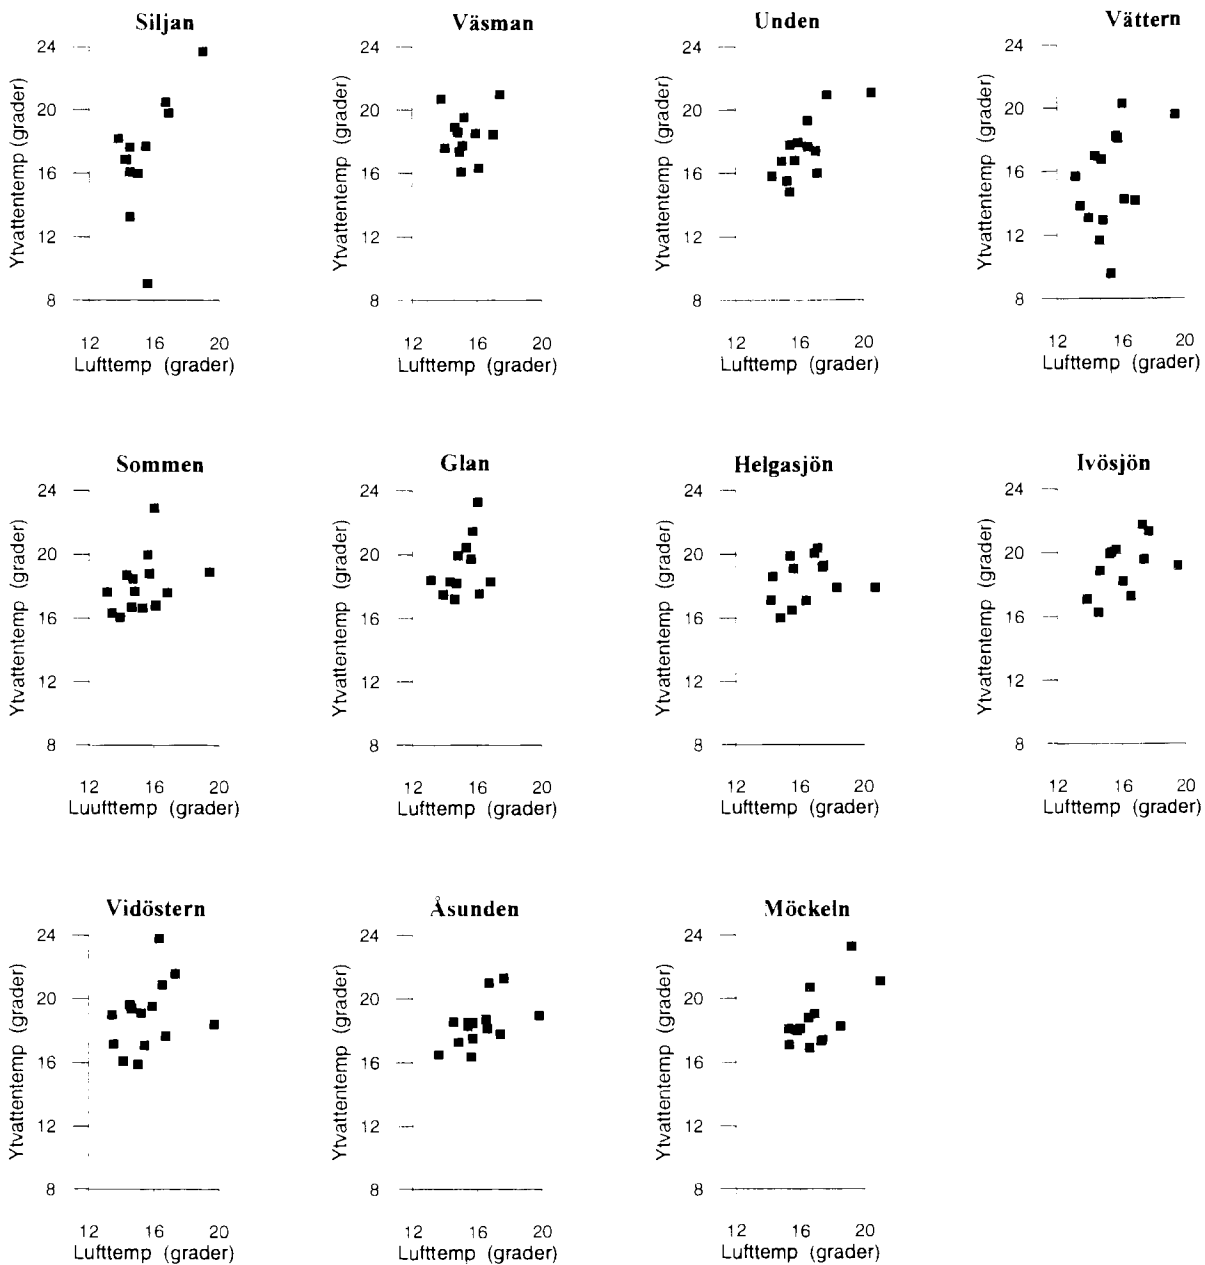 Siljan
24
20
16
12
8
Ytvattentemp (grader)
12 16 20
Lufttemp (grader)
Väsman
24
20
16
12
8
Ytvattentemp (grader)
12 16 20
Lufttemp (grader)
Unden
24
20
16
12
8
Ytvattentemp (grader)
12 16 20
Lufttemp (grader)
Vättern
24
20
16
12
8
Ytvattentemp (grader)
12 16 20
Lufttemp (grader)
Sommen
24
20
16
12
8
Ytvattentemp (grader)
12 16 20
Luufttemp (grader)
Glan
24
20
16
12
8
Ytvattentemp (grader)
12 16 20
Lufttemp (grader)
Helgasjön
24
20
16
12
8
Ytvattentemp (grader)
12 16 20
Lufttemp (grader)
Ivösjön
24
20
16
12
8
Ytvattentemp (grader)
12 16 20
Lufttemp (grader)
Vidöstern
24
20
16
12
8
Ytvattentemp (grader)
12 16 20
Lufttemp (grader)
Åsunden
24
20
16
12
8
Ytvattentemp (grader)
12 16 20
Lufttemp (grader)
Möckeln
24
20
16
12
8
Ytvattentemp (grader)
12 16 20
Lufttemp (grader)